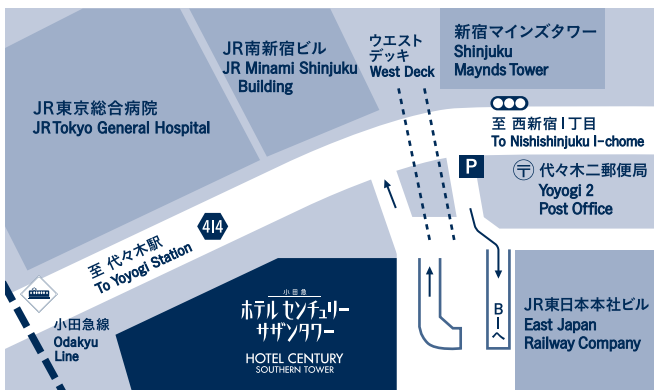 JR南新宿ビル
JR Minami Shinjuku
Building
ウエスト
デッキ
West Deck
新宿マインズタワー
Shinjuku
Maynds Tower
JR東京総合病院
JR Tokyo General Hospital
至 西新宿1丁目
To Nishishinjuku 1-chome
P
〒 代々木二郵便局
Yoyogi 2
Post Office
414
至 代々木駅
To Yoyogi Station
小田急線
Odakyu
Line
小田急
ホテル センチュリー
サザンタワー
HOTEL CENTURY
SOUTHERN TOWER
B1へ
JR東日本本社ビル
East Japan
Railway Company